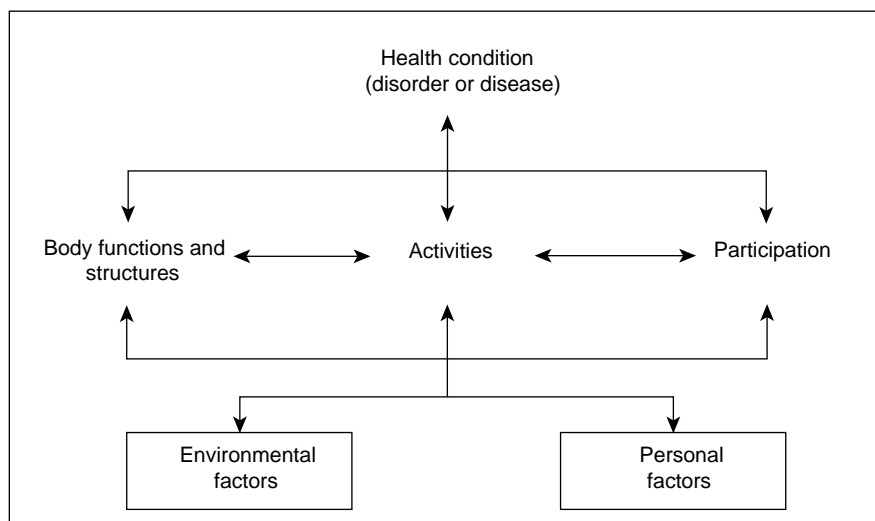 Health condition
(disorder or disease)
Body functions and
structures
Activities
Participation
Environmental
factors
Personal
factors